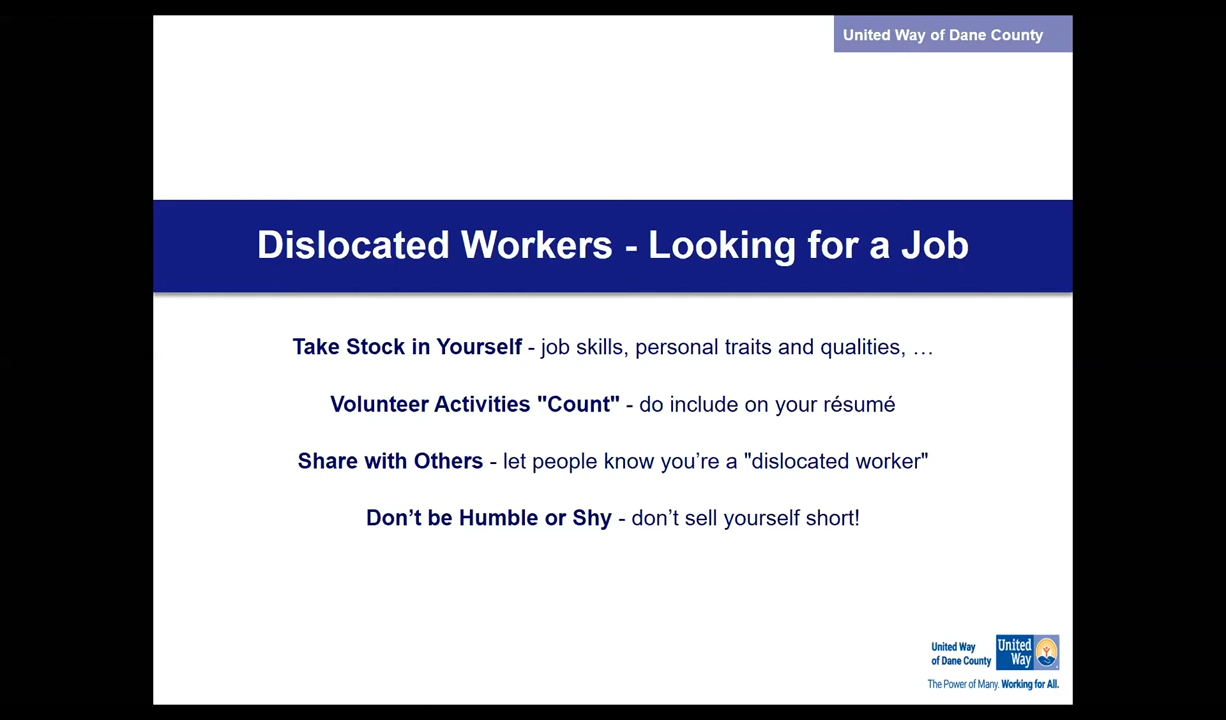 United Way of Dane County
Dislocated Workers - Looking for a Job
Take Stock in Yourself - job skills, personal traits and qualities, …
Volunteer Activities "Count" - do include on your résumé
Share with Others - let people know you’re a "dislocated worker"
Don’t be Humble or Shy - don’t sell yourself short!
United Way
of Dane County
United
Way
The Power of Many. Working for All.